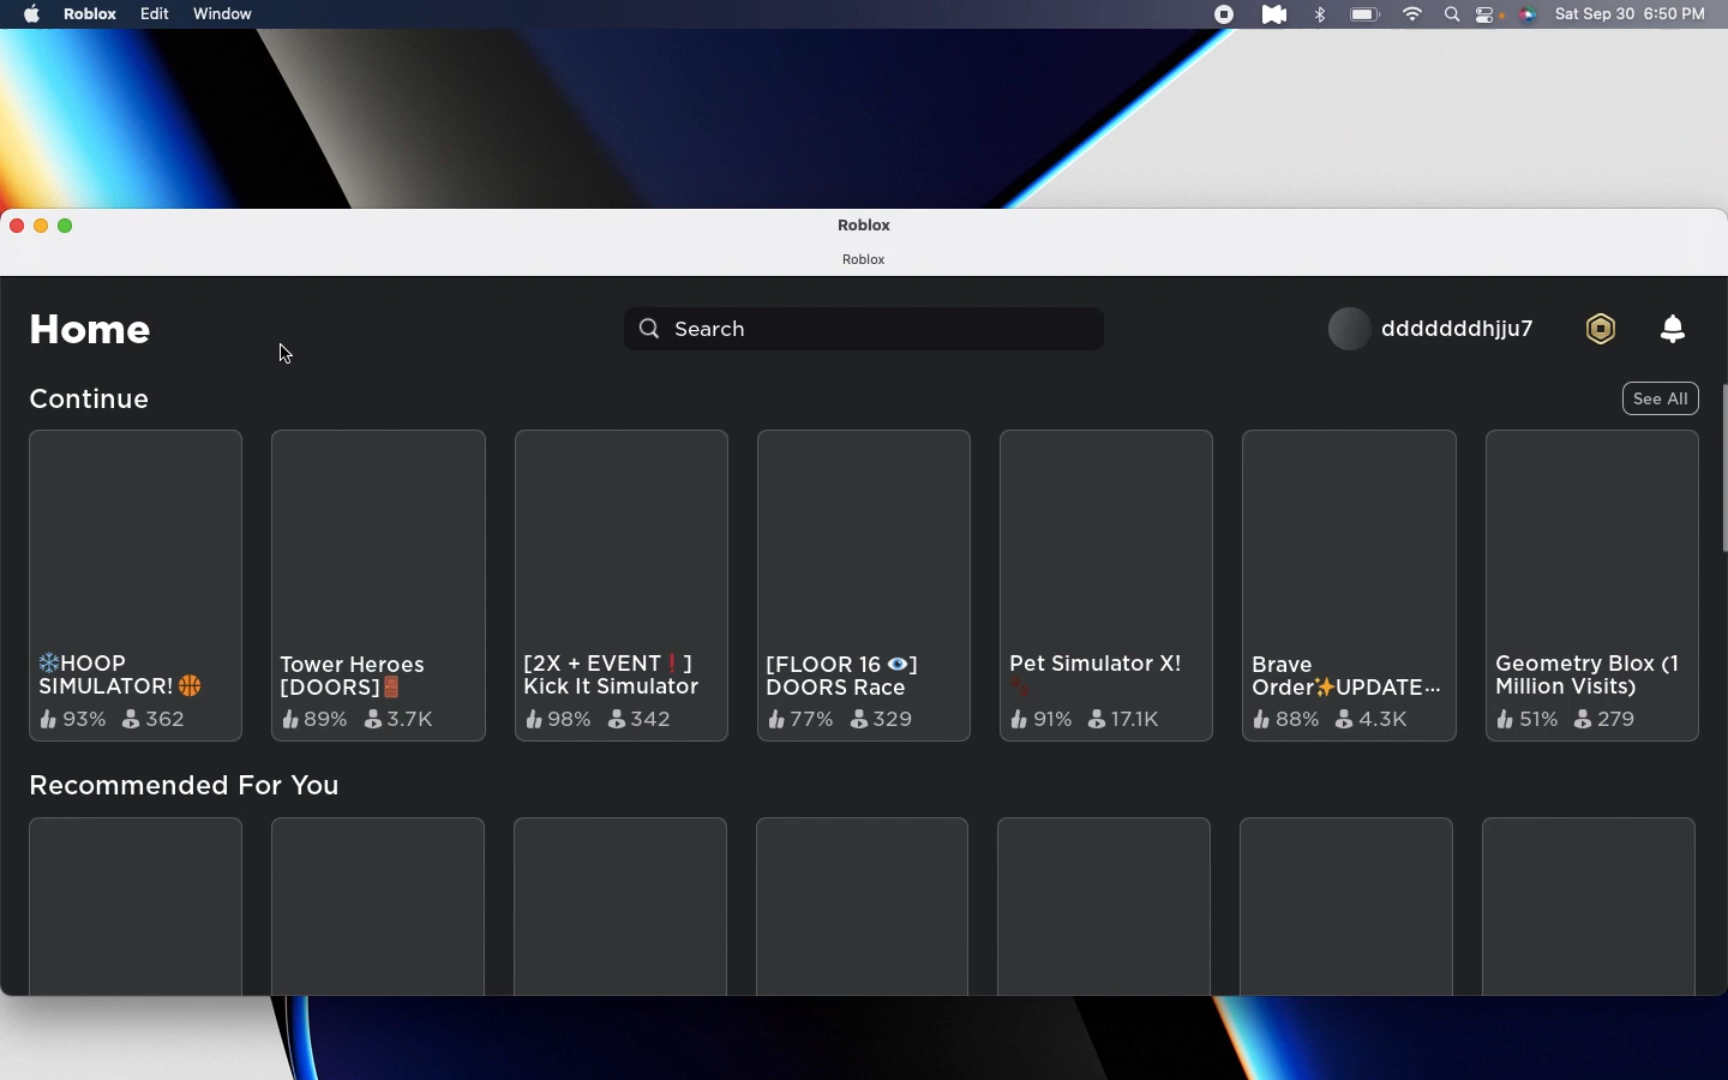 Roblox Edit Window Sat Sep 30 6:50 PM
Roblox
Roblox
Home
Search
dddddddhjju7
Continue
See All
❄️HOOP
SIMULATOR!🏀
93% 362
Tower Heroes
[DOORS]🚪
89% 3.7K
[2X + EVENT❗]
Kick It Simulator
98% 342
[FLOOR 16 👁️]
DOORS Race
77% 329
Pet Simulator X!
🐾
91% 17.1K
Brave
Order✨UPDATE...
88% 4.3K
Geometry Blox (1
Million Visits)
51% 279
Recommended For You